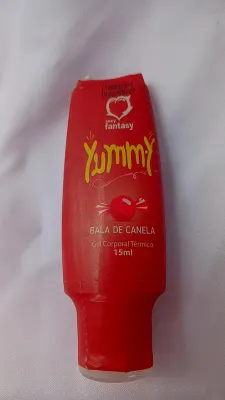 sexy
fantasy
Yummy
BALA DE CANELA
Gel Corporal Térmico
15ml